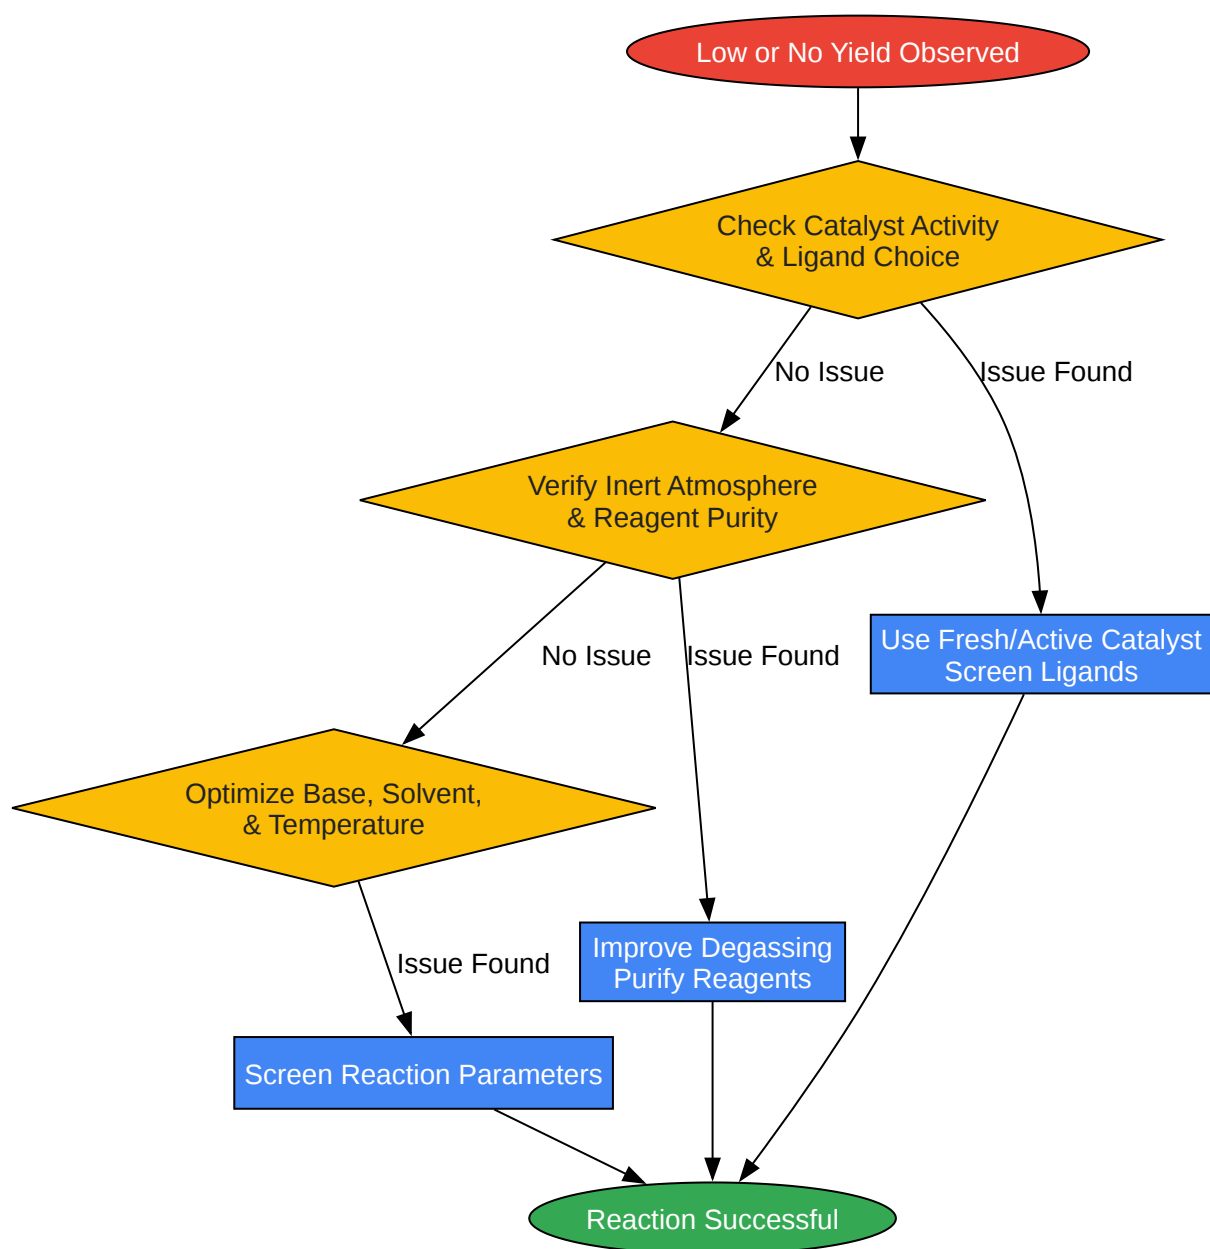 Low or No Yield Observed
Check Catalyst Activity
& Ligand Choice
No Issue
Issue Found
Verify Inert Atmosphere
& Reagent Purity
Use Fresh/Active Catalyst
Screen Ligands
No Issue
Issue Found
Optimize Base, Solvent,
& Temperature
Improve Degassing
Purify Reagents
Issue Found
Screen Reaction Parameters
Reaction Successful